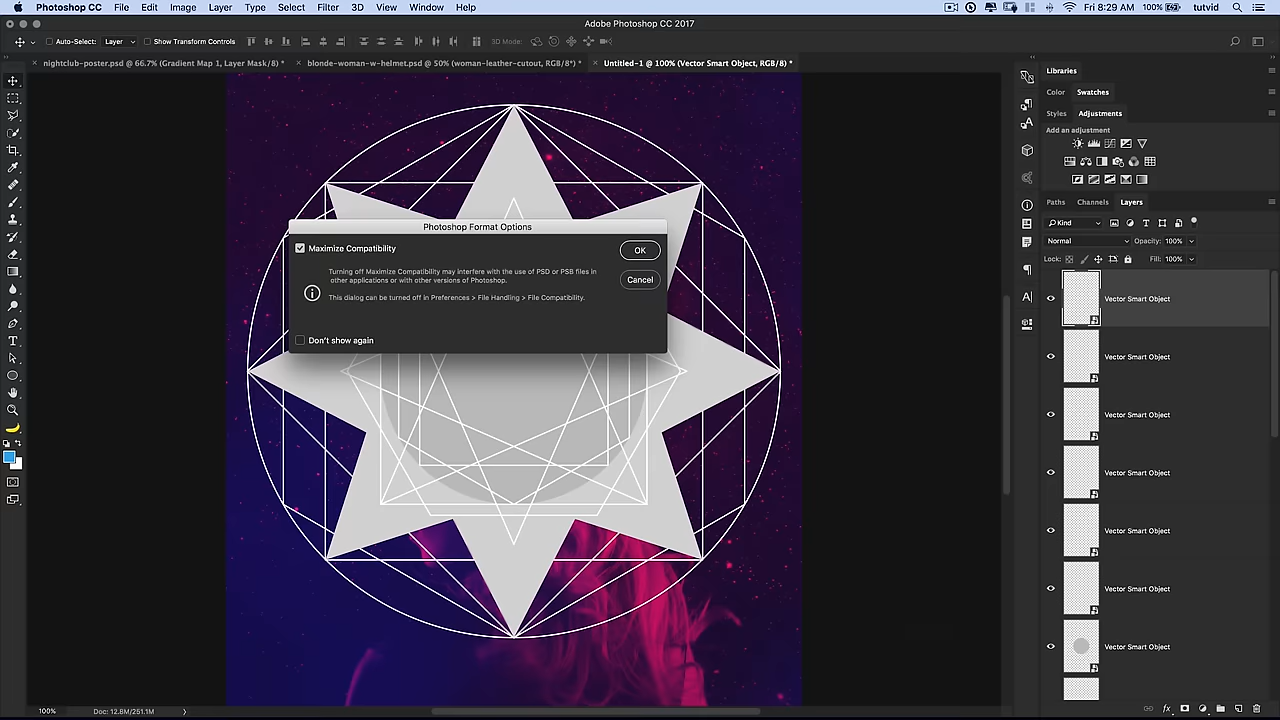 Photoshop CC File Edit Image Layer Type Select Filter 3D View Window Help 100% Fri 8:29 AM tutvid
Adobe Photoshop CC 2017
Auto-Select: Layer Show Transform Controls 3D Mode:
nightclub-poster.psd @ 66.7% (Gradient Map 1, Layer Mask/8) * blonde-woman-w-helmet.psd @ 50% (woman-leather-cutout, RGB/8*) * Untitled-1 @ 100% (Vector Smart Object, RGB/8) *
Libraries
Color Swatches
Styles Adjustments
Add an adjustment
Paths Channels Layers
Kind
Normal Opacity: 100%
Lock: Fill: 100%
Vector Smart Object
Vector Smart Object
Vector Smart Object
Vector Smart Object
Vector Smart Object
Vector Smart Object
Vector Smart Object
Photoshop Format Options
Maximize Compatibility
OK
Turning off Maximize Compatibility may interfere with the use of PSD or PSB files in
other applications or with other versions of Photoshop.
Cancel
This dialog can be turned off in Preferences > File Handling > File Compatibility.
Don't show again
100% Doc: 12.8M/251.1M